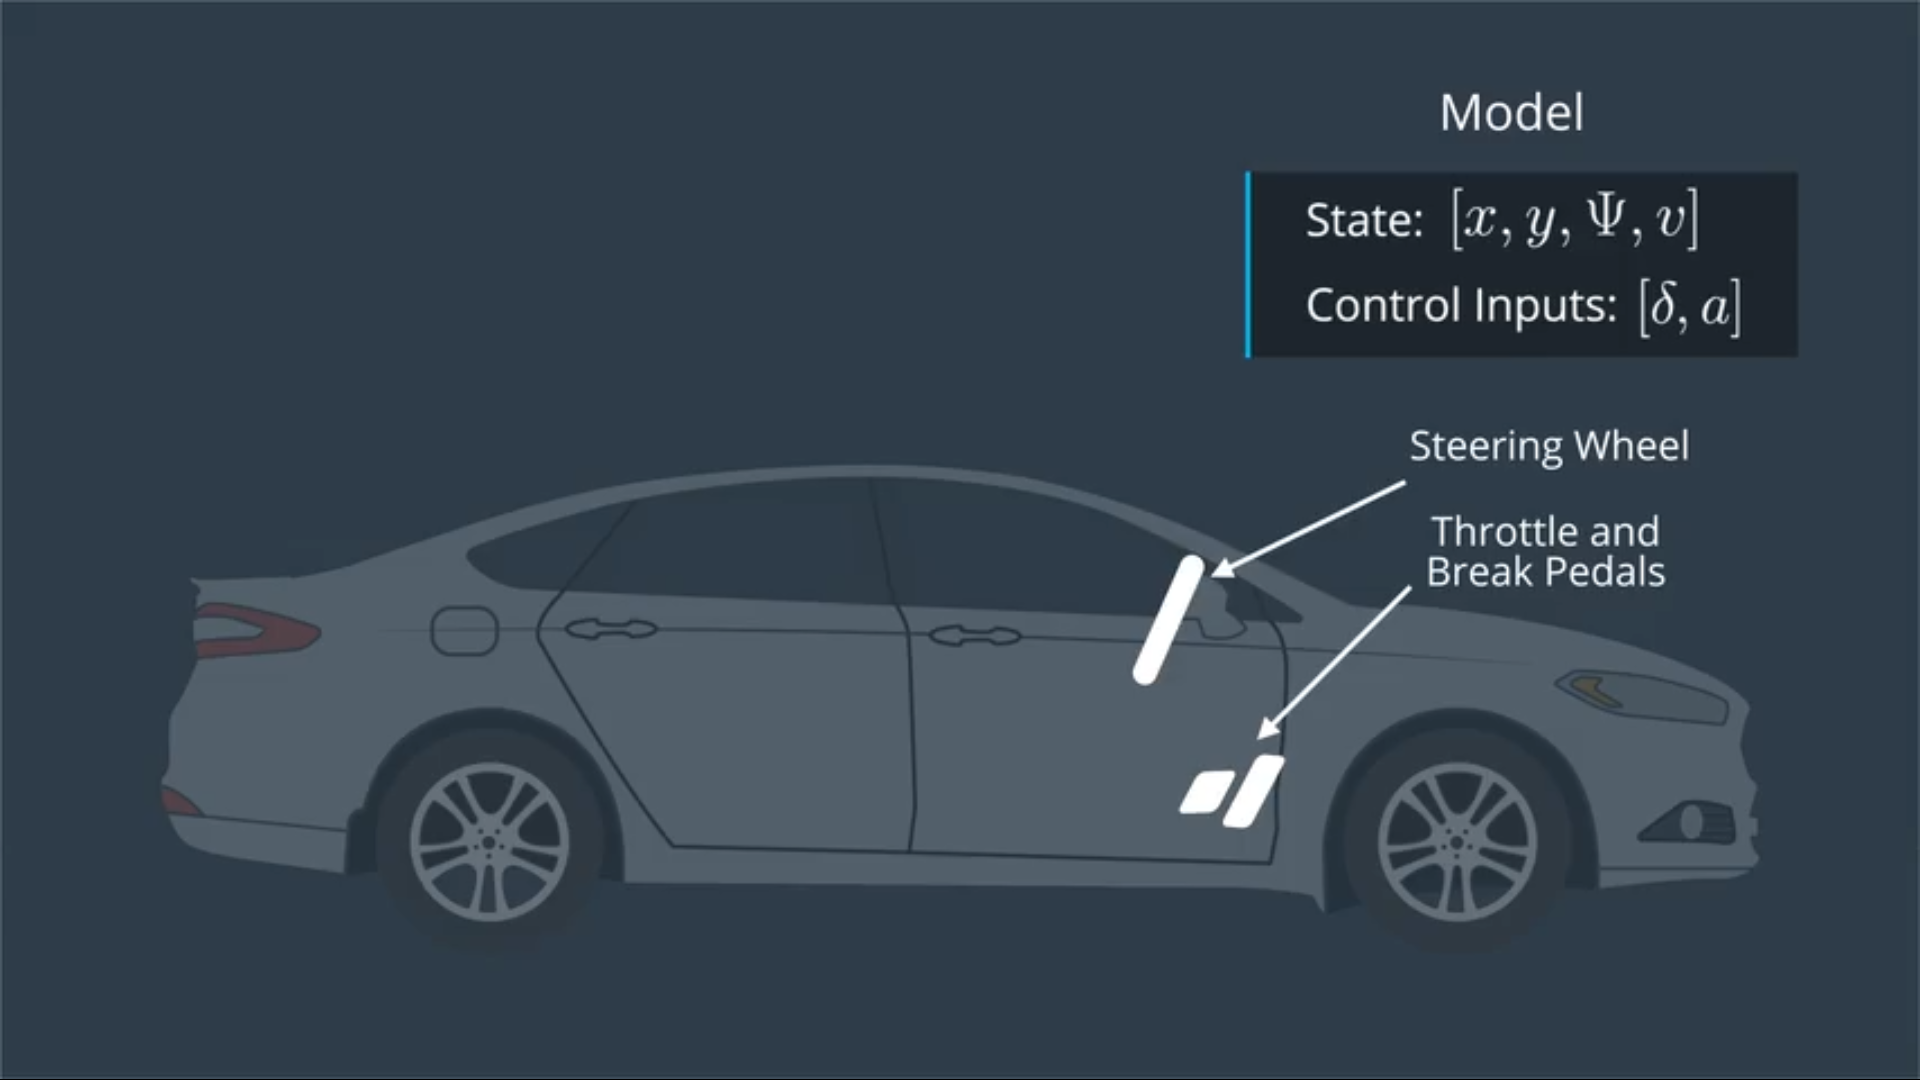 Model
State: [x, y, Ψ, v]
Control Inputs: [δ, a]
Steering Wheel
Throttle and
Break Pedals